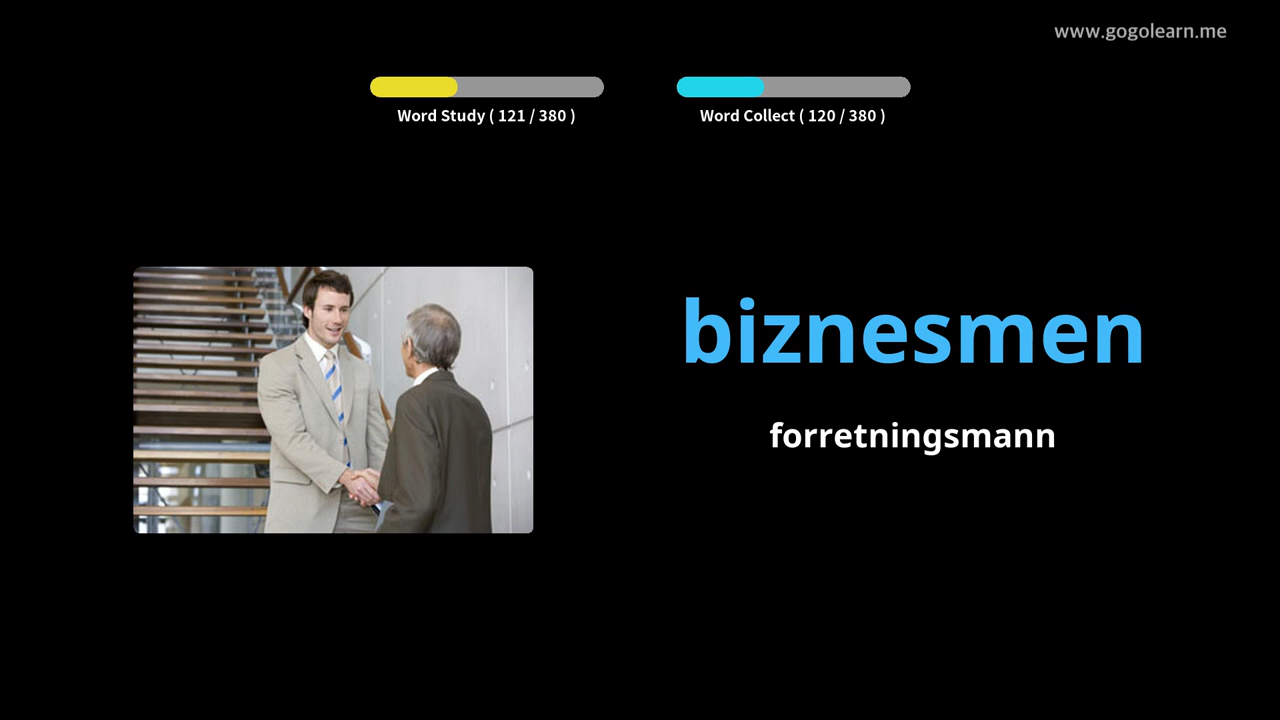 www.gogolearn.me
Word Study ( 121 / 380 )
Word Collect ( 120 / 380 )
biznesmen
forretningsmann